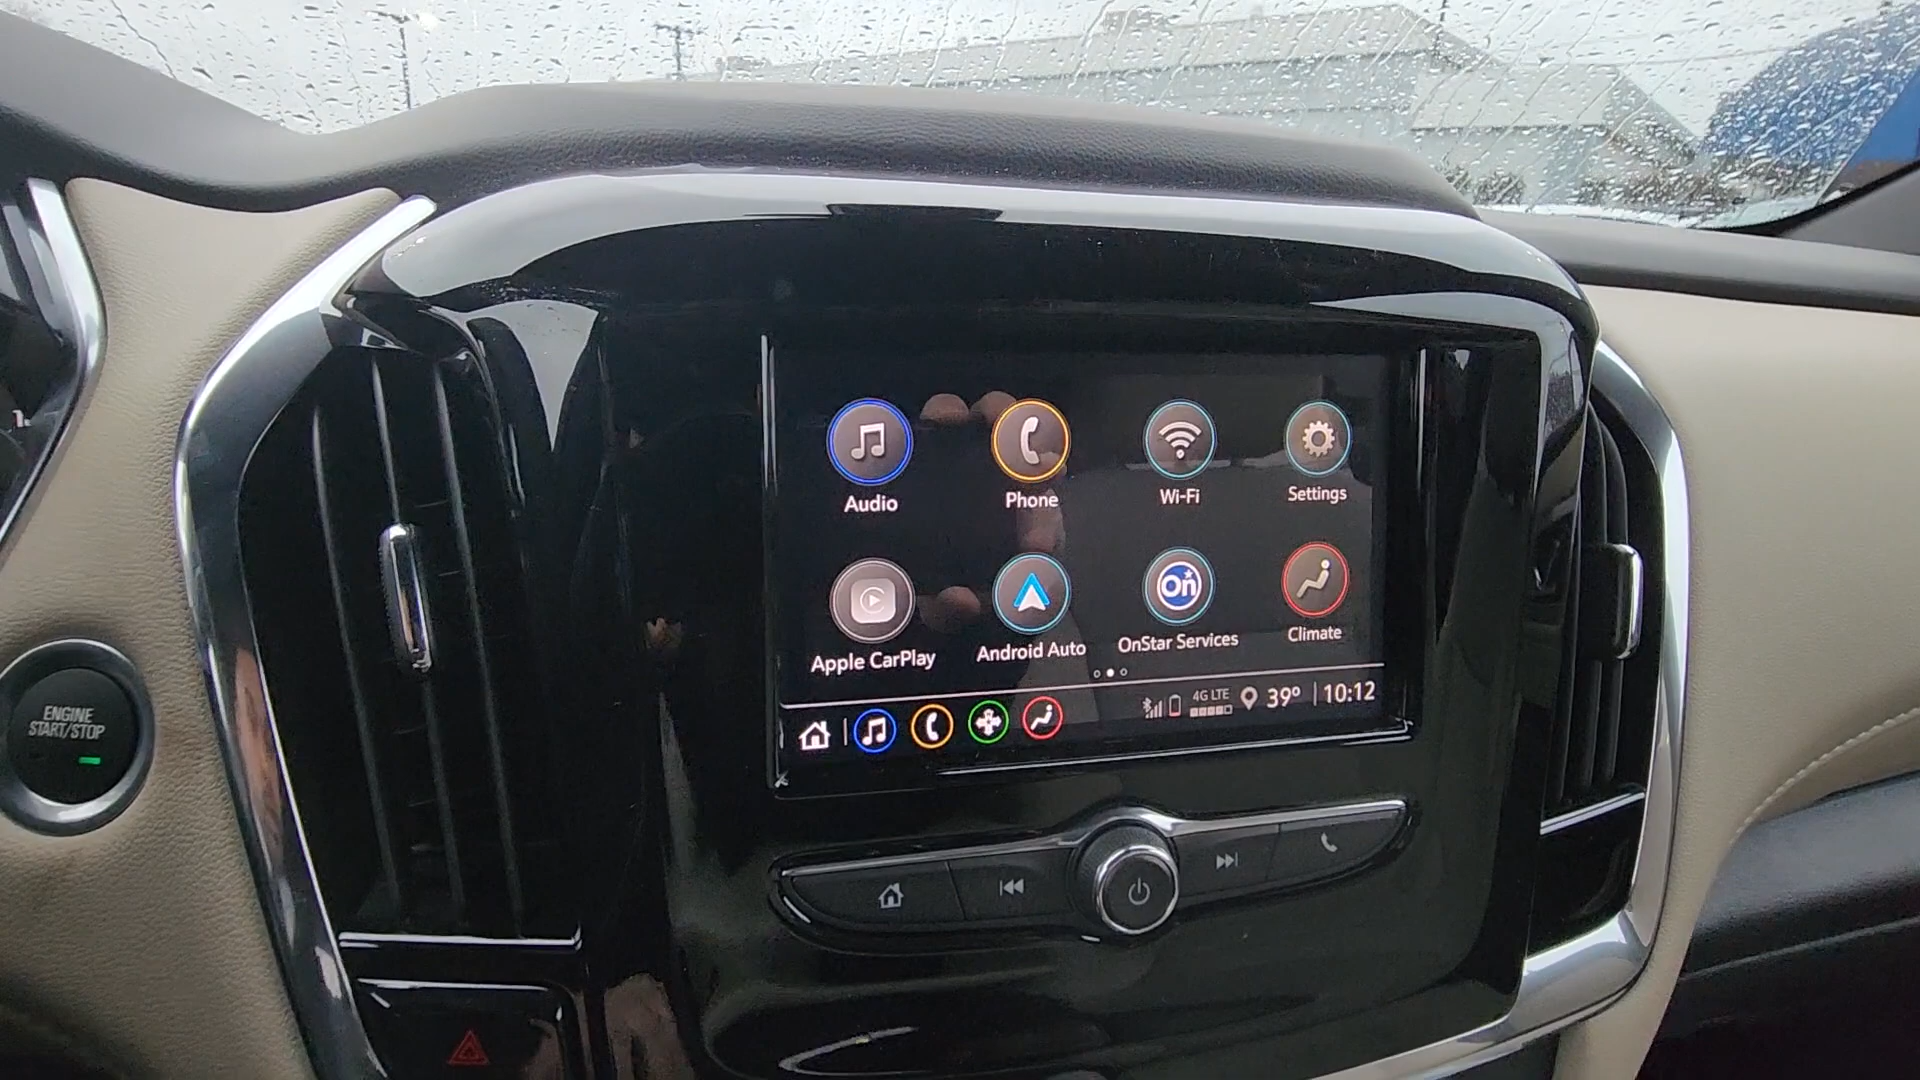 Audio
Phone
Wi-Fi
Settings
Apple CarPlay
Android Auto
On
OnStar Services
Climate
4G LTE
39°
10:12
ENGINE
START/STOP